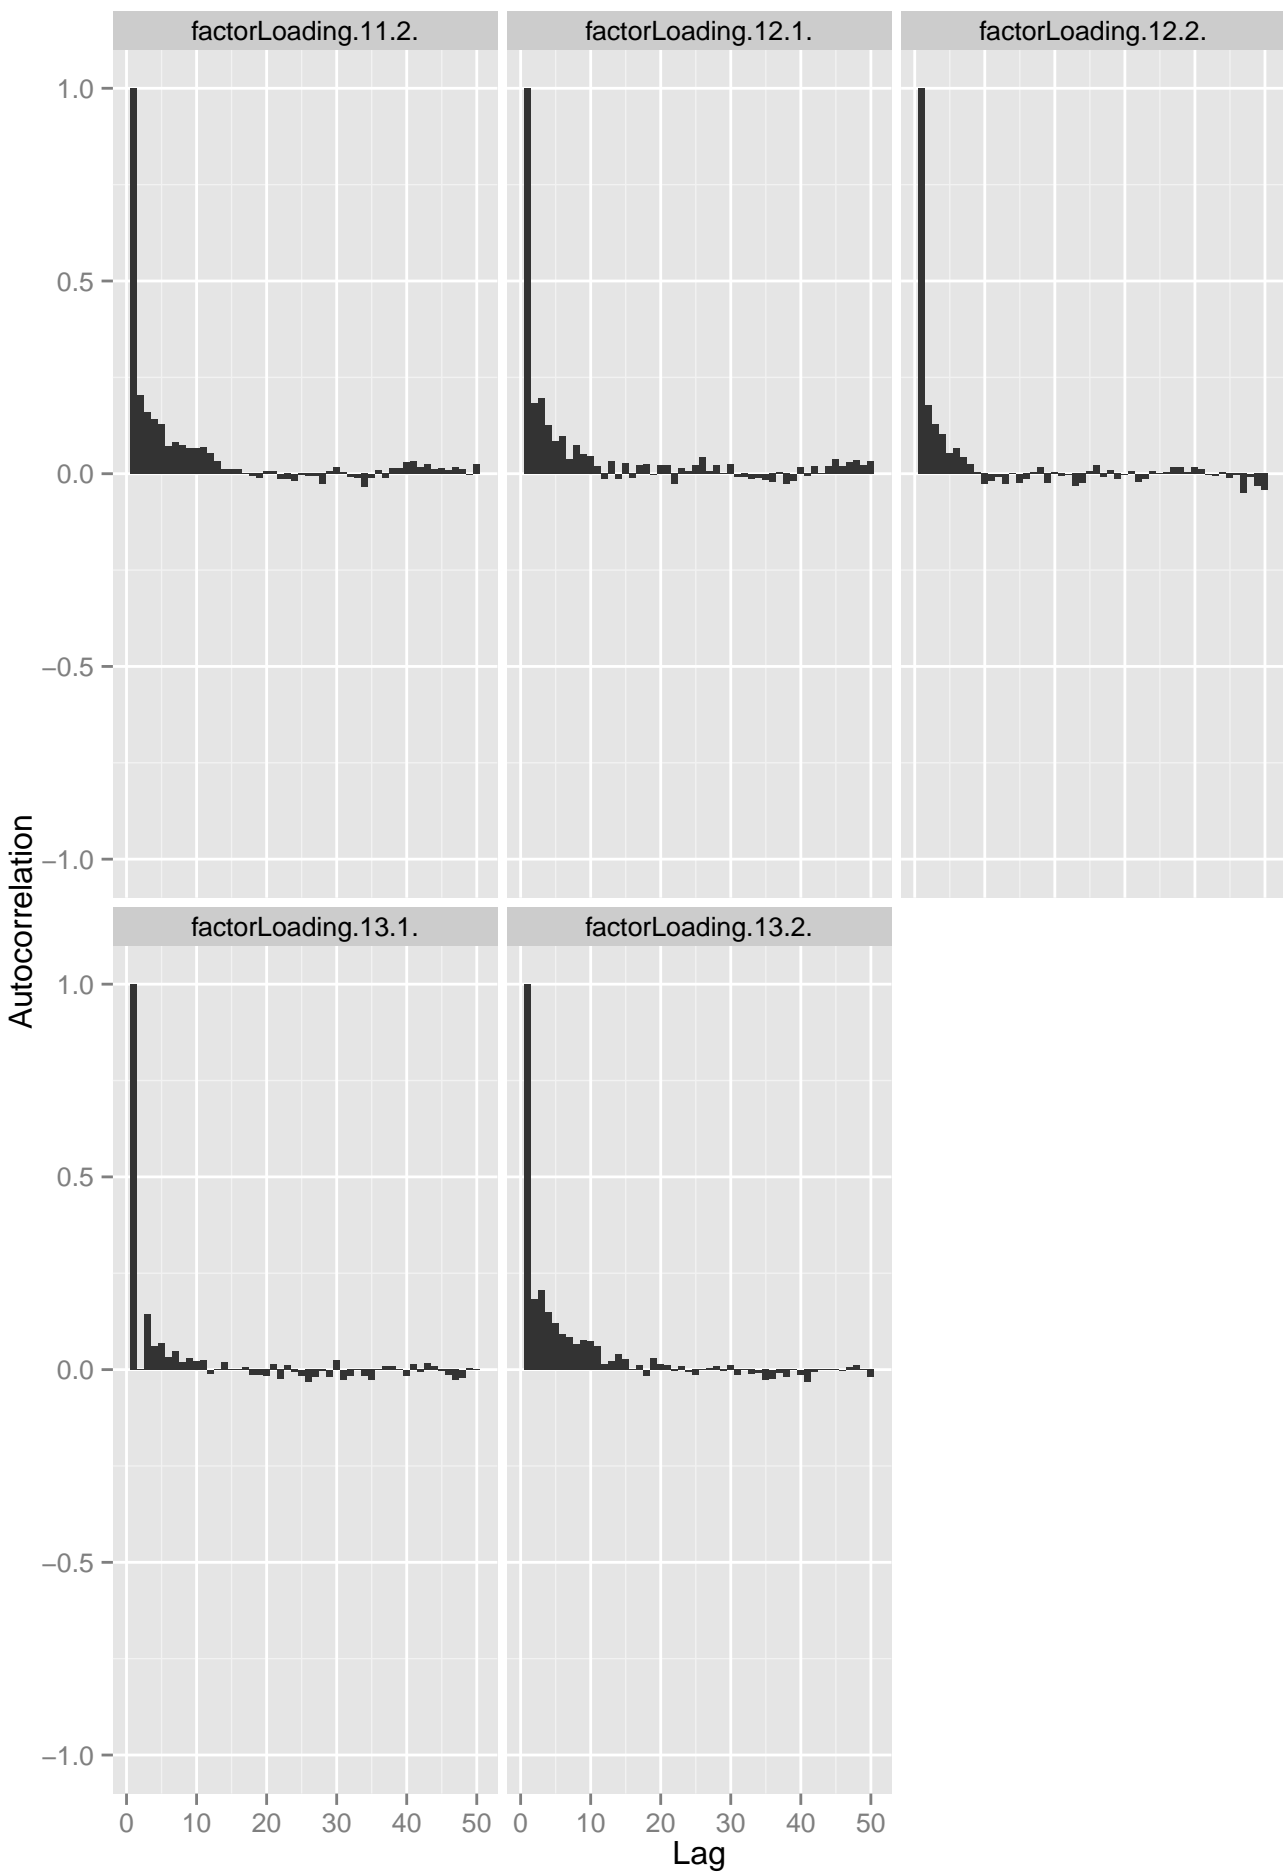 factorLoading.11.2.
factorLoading.12.1.
factorLoading.12.2.
1.0
0.5
0.0
−0.5
−1.0
Autocorrelation
factorLoading.13.1.
factorLoading.13.2.
1.0
0.5
0.0
−0.5
−1.0
0 10 20 30 40 50
0 10 20 30 40 50
Lag